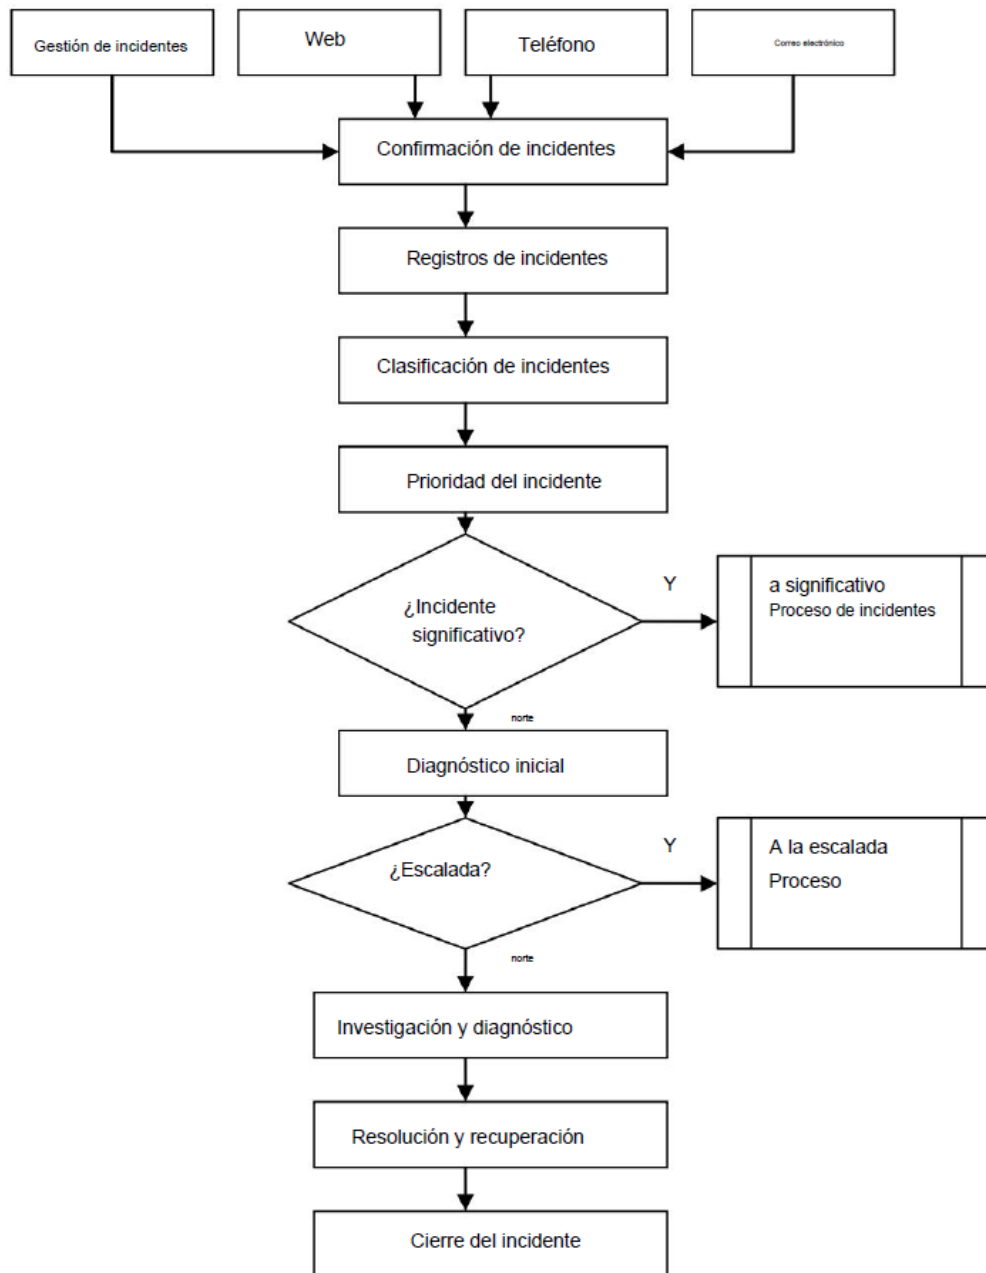 Gestión de incidentes
Web
Teléfono
Correo electrónico
Confirmación de incidentes
Registros de incidentes
Clasificación de incidentes
Prioridad del incidente
¿Incidente
significativo?
Y
a significativo
Proceso de incidentes
norte
Diagnóstico inicial
¿Escalada?
Y
A la escalada
Proceso
norte
Investigación y diagnóstico
Resolución y recuperación
Cierre del incidente